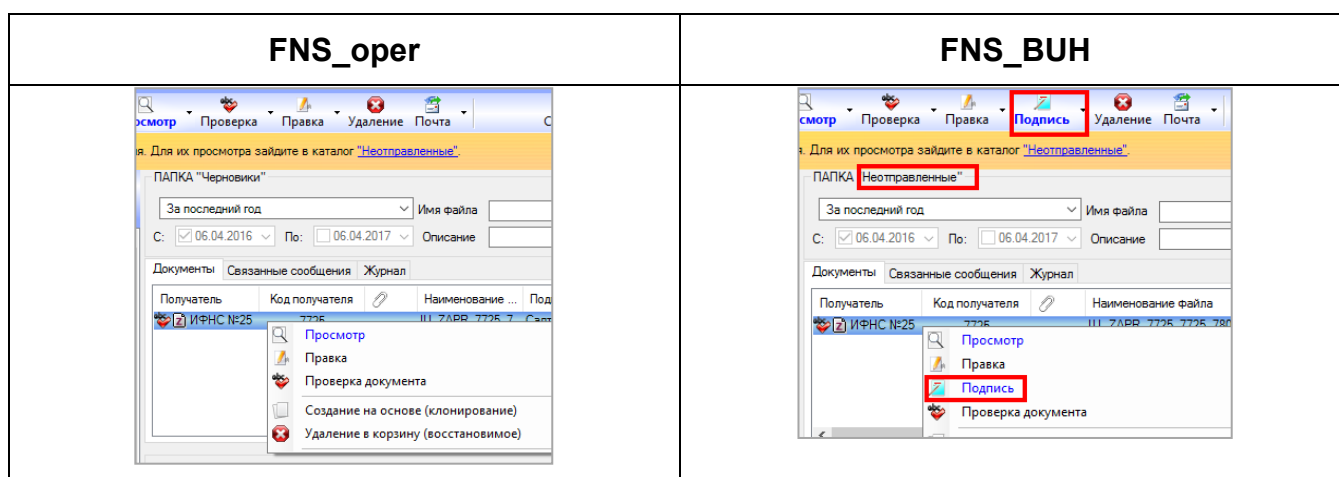 FNS_oper
Проверка Правка Удаление Почта
Для их просмотра зайдите в каталог "Неотправленные".
ПАПКА "Черновики"
За последний год Имя файла
С: 06.04.2016 По: 06.04.2017 Описание
Документы Связанные сообщения Журнал
Получатель Код получателя Наименование ...
ИФНС №25 7725
Просмотр
Правка
Проверка документа
Создание на основе (клонирование)
Удаление в корзину (восстановимое)
FNS_BUH
Проверка Правка Подпись Удаление Почта
Для их просмотра зайдите в каталог "Неотправленные".
ПАПКА "Неотправленные"
За последний год Имя файла
С: 06.04.2016 По: 06.04.2017 Описание
Документы Связанные сообщения Журнал
Получатель Код получателя Наименование файла
ИФНС №25 7725
Просмотр
Правка
Подпись
Проверка документа